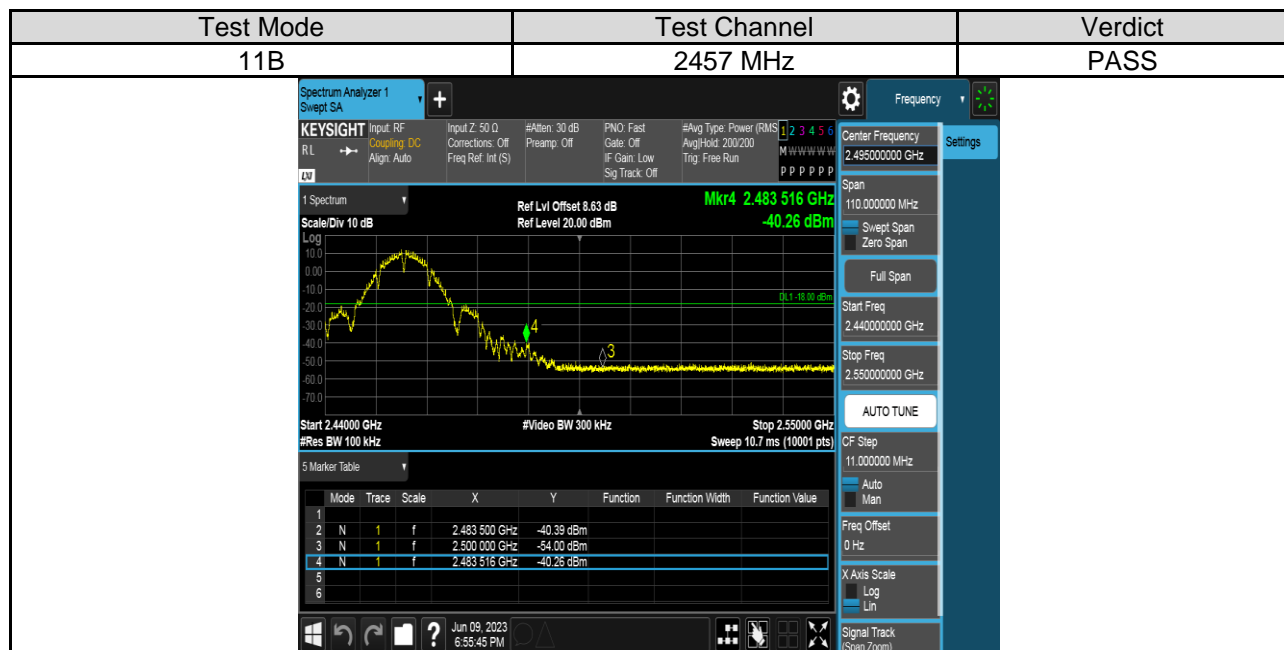 Test Mode Test Channel Verdict
11B 2457 MHz PASS
Spectrum Analyzer 1
Swept SA
+
Frequency
KEYSIGHT Input: RF Input Z: 50 Ω #Atten: 30 dB PNO: Fast #Avg Type: Power (RMS 1 2 3 4 5 6
RL Coupling: DC Corrections: Off Preamp: Off Gate: Off Avg|Hold: 200/200 M W W W W W
Align: Auto Freq Ref: Int (S) IF Gain: Low Trig: Free Run
LXI Sig Track: Off P P P P P P
Settings
Center Frequency
2.495000000 GHz
Span
110.000000 MHz
Swept Span
Zero Span
Full Span
Start Freq
2.440000000 GHz
Stop Freq
2.550000000 GHz
AUTO TUNE
CF Step
11.000000 MHz
Auto
Man
Freq Offset
0 Hz
X Axis Scale
Log
Lin
Signal Track
(Span Zoom)
1 Spectrum Ref Lvl Offset 8.63 dB Mkr4 2.483 516 GHz
Scale/Div 10 dB Ref Level 20.00 dBm -40.26 dBm
Log
10.0
0.00
-10.0
DL1 -18.00 dBm
-20.0
-30.0
4
-40.0
3
-50.0
-60.0
-70.0
Start 2.44000 GHz #Video BW 300 kHz Stop 2.55000 GHz
#Res BW 100 kHz Sweep 10.7 ms (10001 pts)
5 Marker Table
Mode Trace Scale X Y Function Function Width Function Value
1
2 N 1 f 2.483 500 GHz -40.39 dBm
3 N 1 f 2.500 000 GHz -54.00 dBm
4 N 1 f 2.483 516 GHz -40.26 dBm
5
6
? Jun 09, 2023
6:55:45 PM